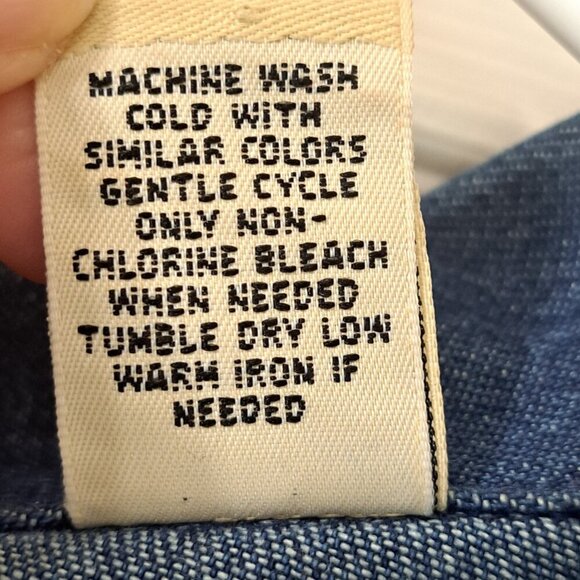 MACHINE WASH
COLD WITH
SIMILAR COLORS
GENTLE CYCLE
ONLY NON-
CHLORINE BLEACH
WHEN NEEDED
TUMBLE DRY LOW
WARM IRON IF
NEEDED